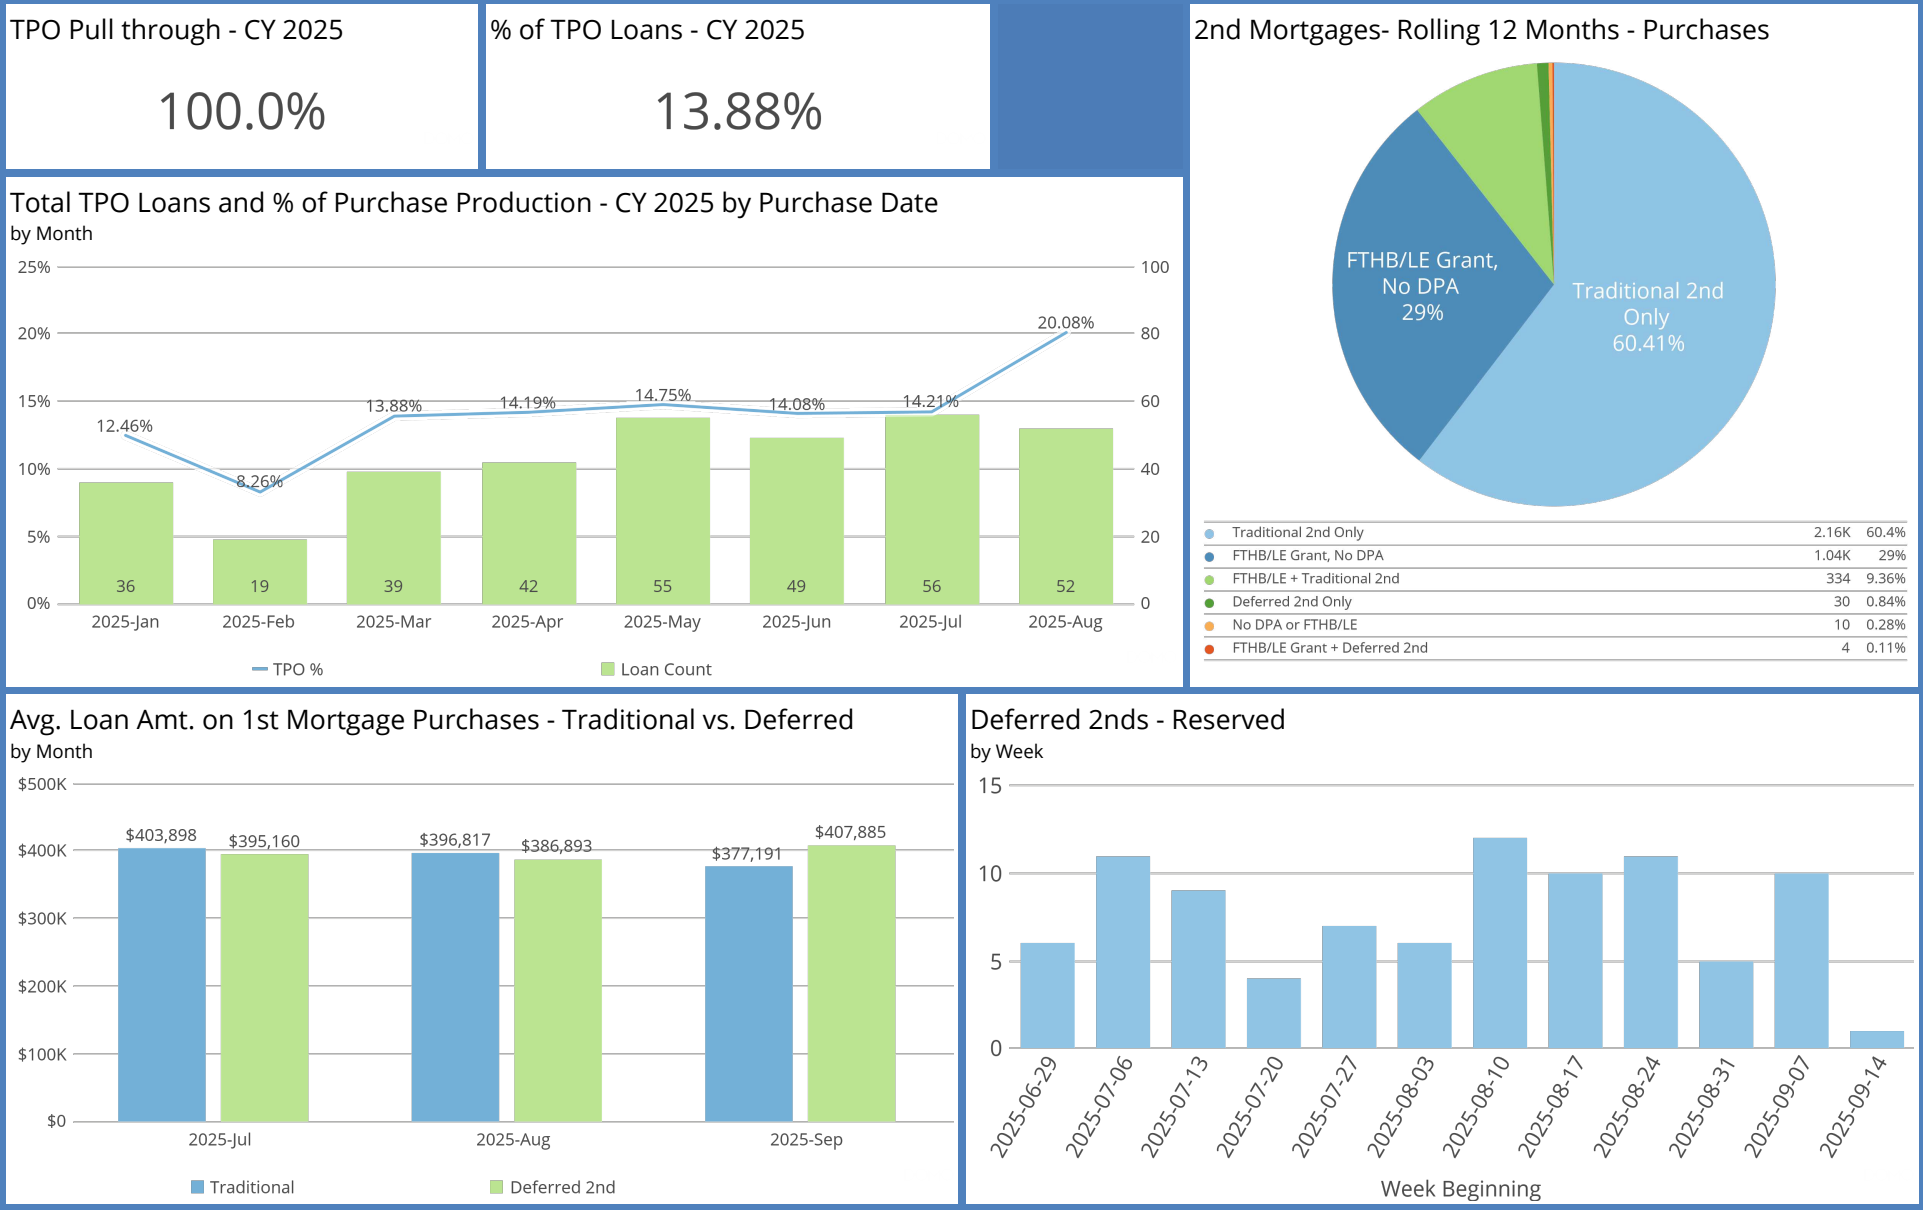 TPO Pull through - CY 2025
100.0%
% of TPO Loans - CY 2025
13.88%
2nd Mortgages- Rolling 12 Months - Purchases
FTHB/LE Grant,
No DPA
29%
Traditional 2nd
Only
60.41%
Traditional 2nd Only 2.16K 60.4%
FTHB/LE Grant, No DPA 1.04K 29%
FTHB/LE + Traditional 2nd 334 9.36%
Deferred 2nd Only 30 0.84%
No DPA or FTHB/LE 10 0.28%
FTHB/LE Grant + Deferred 2nd 4 0.11%
Total TPO Loans and % of Purchase Production - CY 2025 by Purchase Date
by Month
25% 100
20% 80
15% 60
10% 40
5% 20
0% 0
12.46% 8.26% 13.88% 14.19% 14.75% 14.08% 14.21% 20.08%
36 19 39 42 55 49 56 52
2025-Jan 2025-Feb 2025-Mar 2025-Apr 2025-May 2025-Jun 2025-Jul 2025-Aug
TPO % Loan Count
Avg. Loan Amt. on 1st Mortgage Purchases - Traditional vs. Deferred
by Month
$500K
$400K
$300K
$200K
$100K
$0
$403,898 $395,160 $396,817 $386,893 $377,191 $407,885
2025-Jul 2025-Aug 2025-Sep
Traditional Deferred 2nd
Deferred 2nds - Reserved
by Week
15
10
5
0
2025-06-29 2025-07-06 2025-07-13 2025-07-20 2025-07-27 2025-08-03 2025-08-10 2025-08-17 2025-08-24 2025-08-31 2025-09-07 2025-09-14
Week Beginning